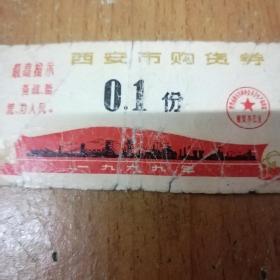 西安市购货券
最高指示
备战、备
荒、为人民。
0.1 份
一九六九年